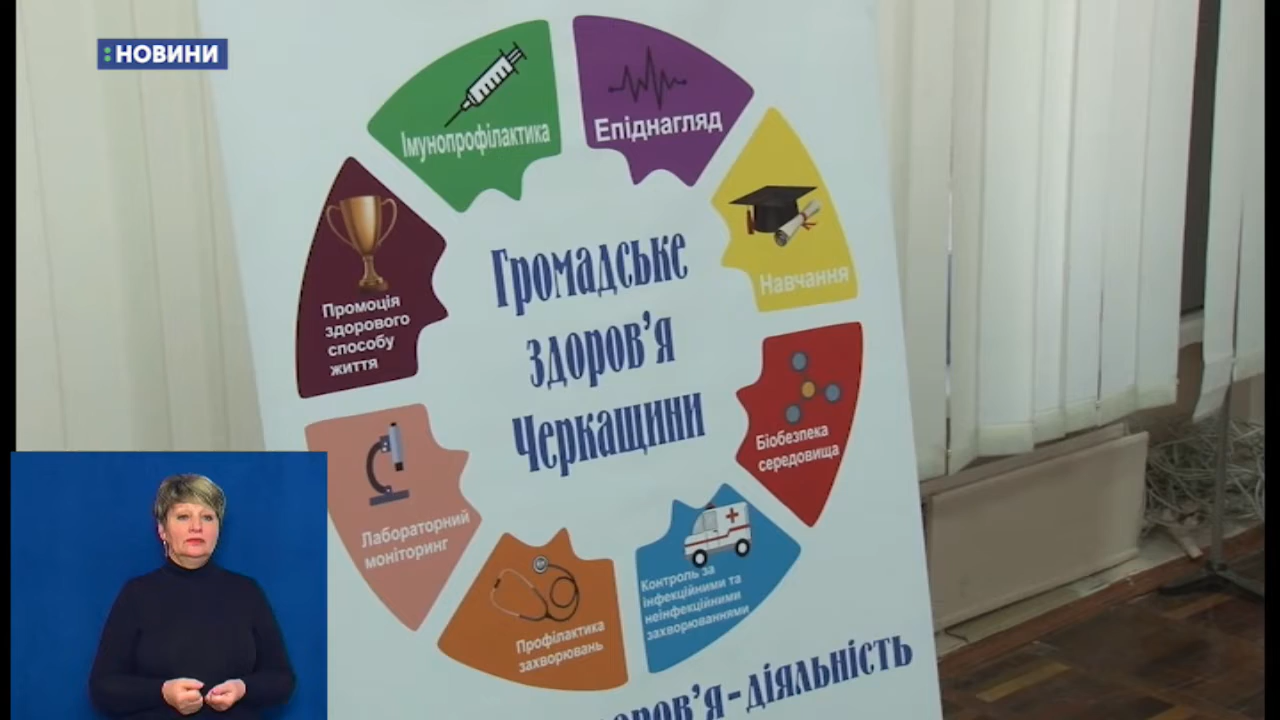 :НОВИНИ
Імунопрофілактика
Епіднагляд
Навчання
Промоція
здорового
способу
життя
Громадське
здоров'я
Черкащини
Біобезпека
середовища
Лабораторний
моніторинг
Контроль за
інфекційними та
неінфекційними
захворюваннями
Профілактика
захворювань
діяльність